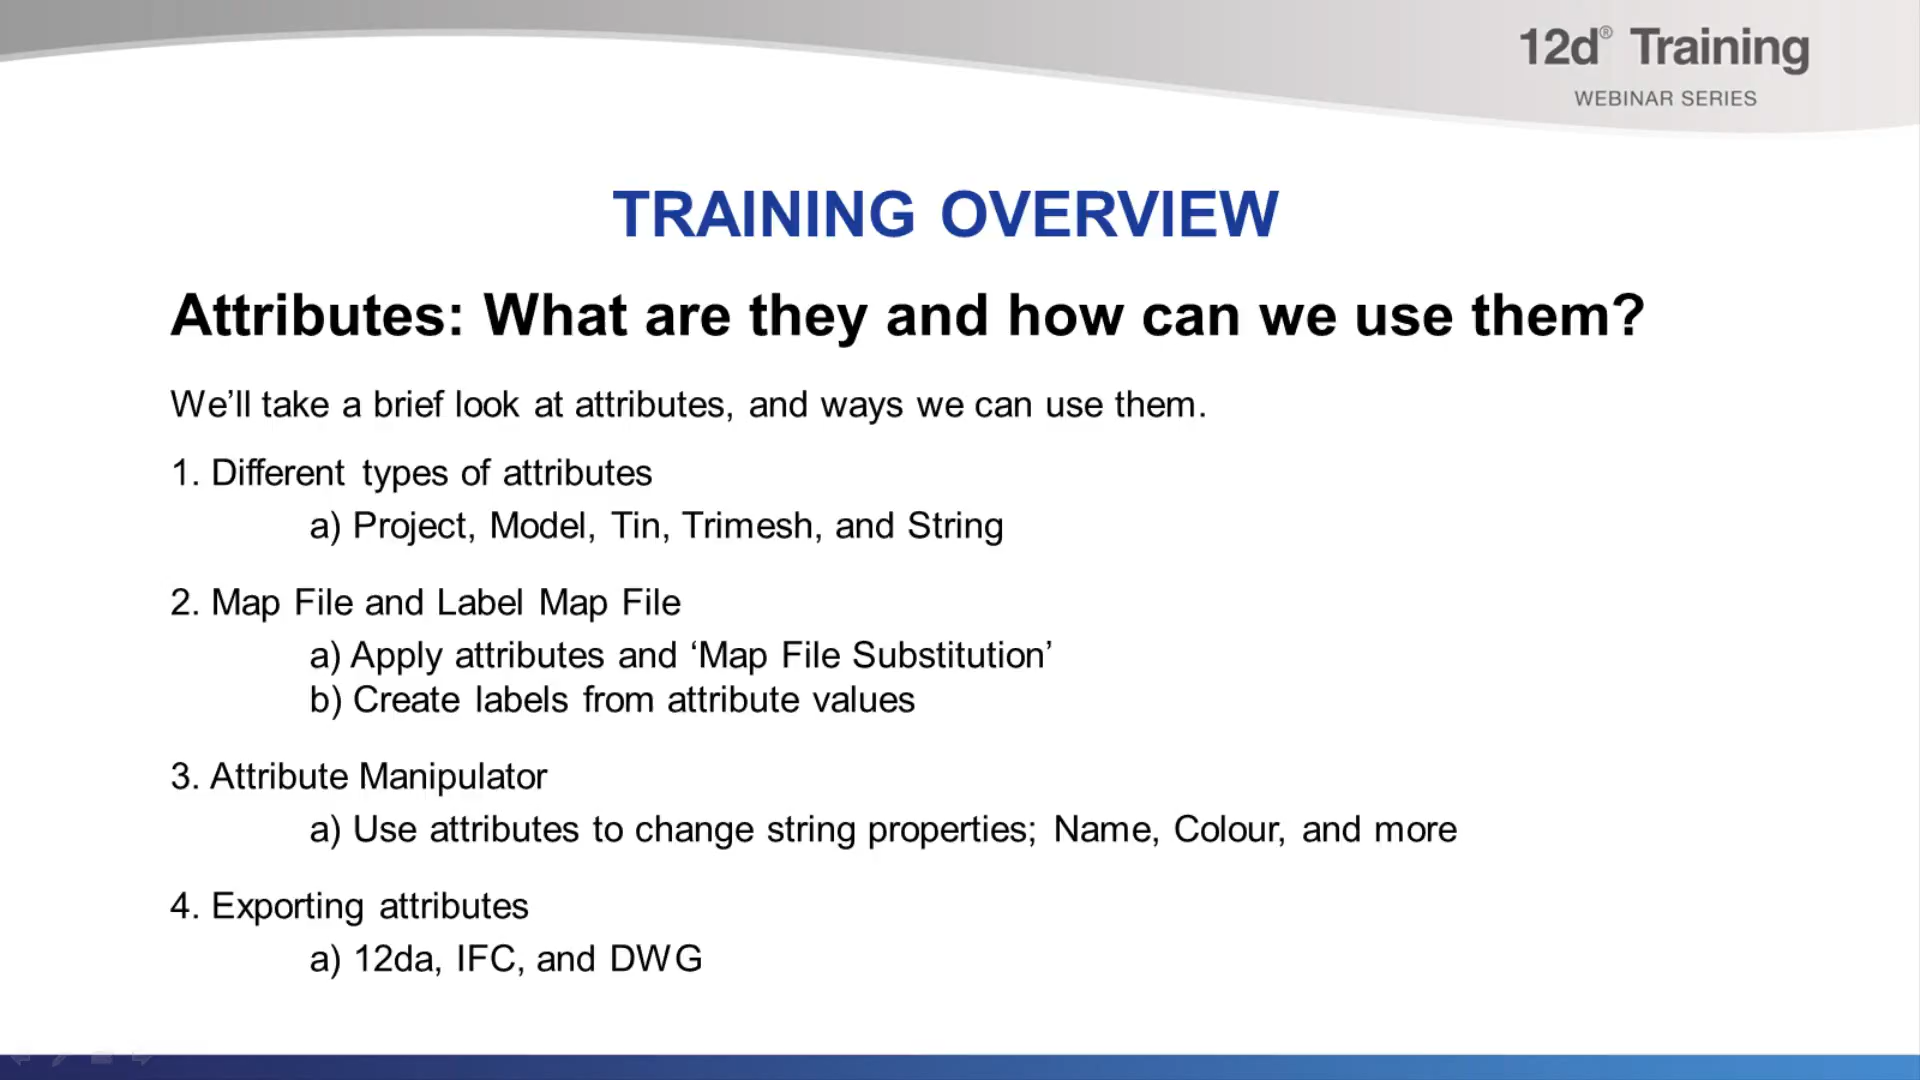 12d® Training
WEBINAR SERIES
TRAINING OVERVIEW
Attributes: What are they and how can we use them?
We’ll take a brief look at attributes, and ways we can use them.
1. Different types of attributes
a) Project, Model, Tin, Trimesh, and String
2. Map File and Label Map File
a) Apply attributes and ‘Map File Substitution’
b) Create labels from attribute values
3. Attribute Manipulator
a) Use attributes to change string properties; Name, Colour, and more
4. Exporting attributes
a) 12da, IFC, and DWG